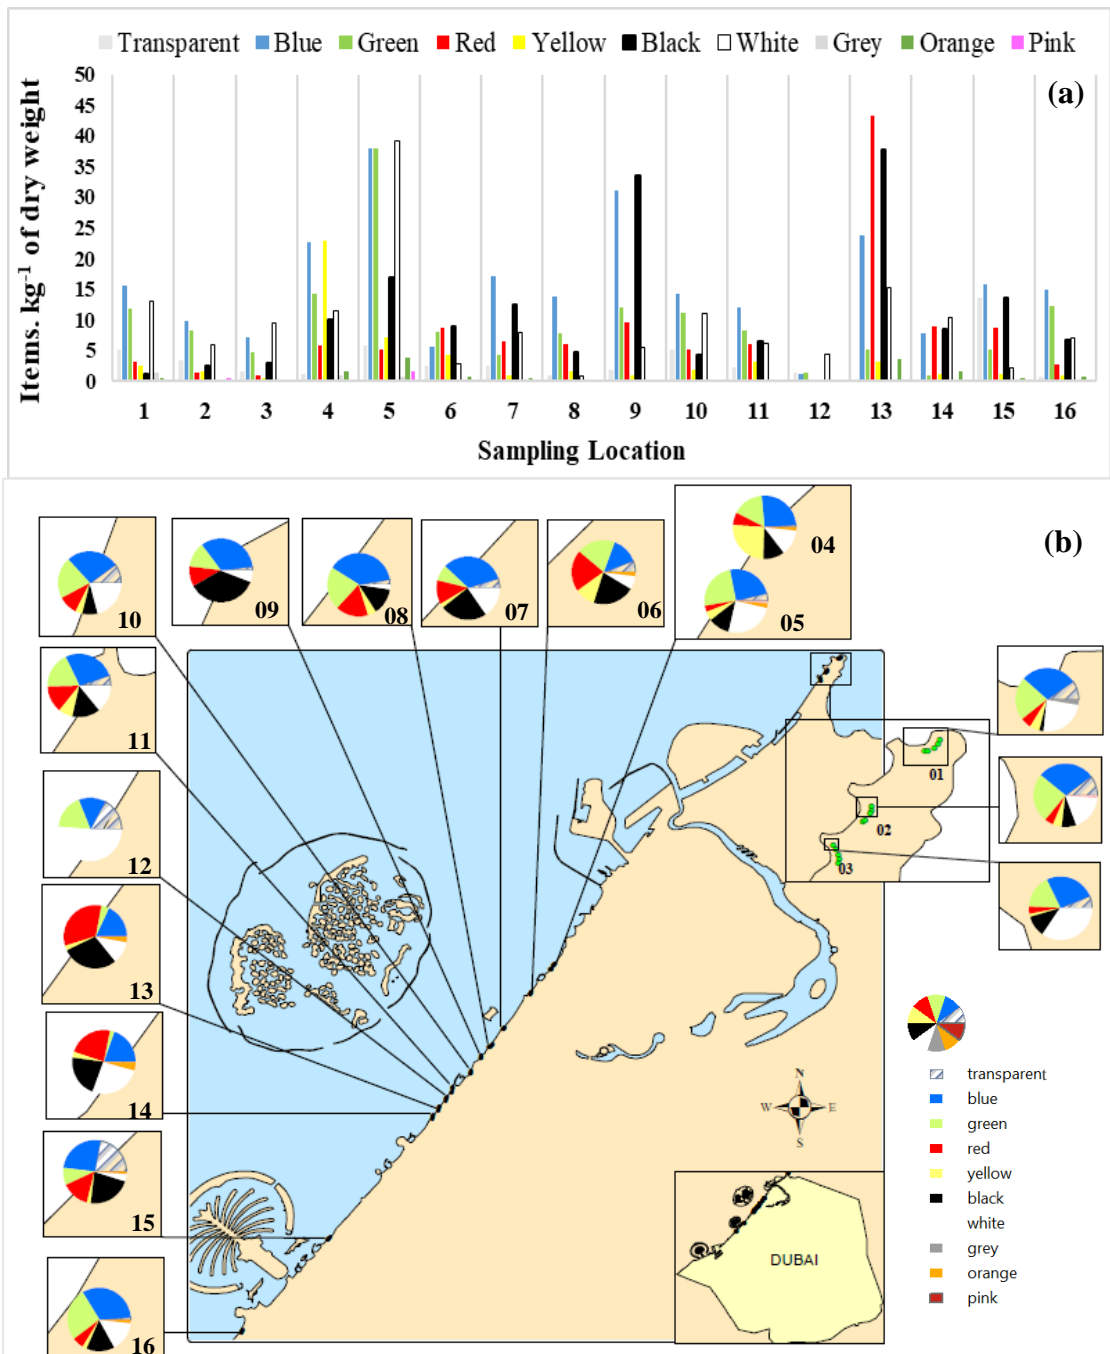 Transparent Blue Green Red Yellow Black White Grey Orange Pink
(a)
Items. kg⁻¹ of dry weight
50
45
40
35
30
25
20
15
10
5
0
1 2 3 4 5 6 7 8 9 10 11 12 13 14 15 16
Sampling Location
(b)
04
05
10
09
08
07
06
11
01
02
03
12
13
14
15
16
N
W E
S
DUBAI
transparent
blue
green
red
yellow
black
white
grey
orange
pink